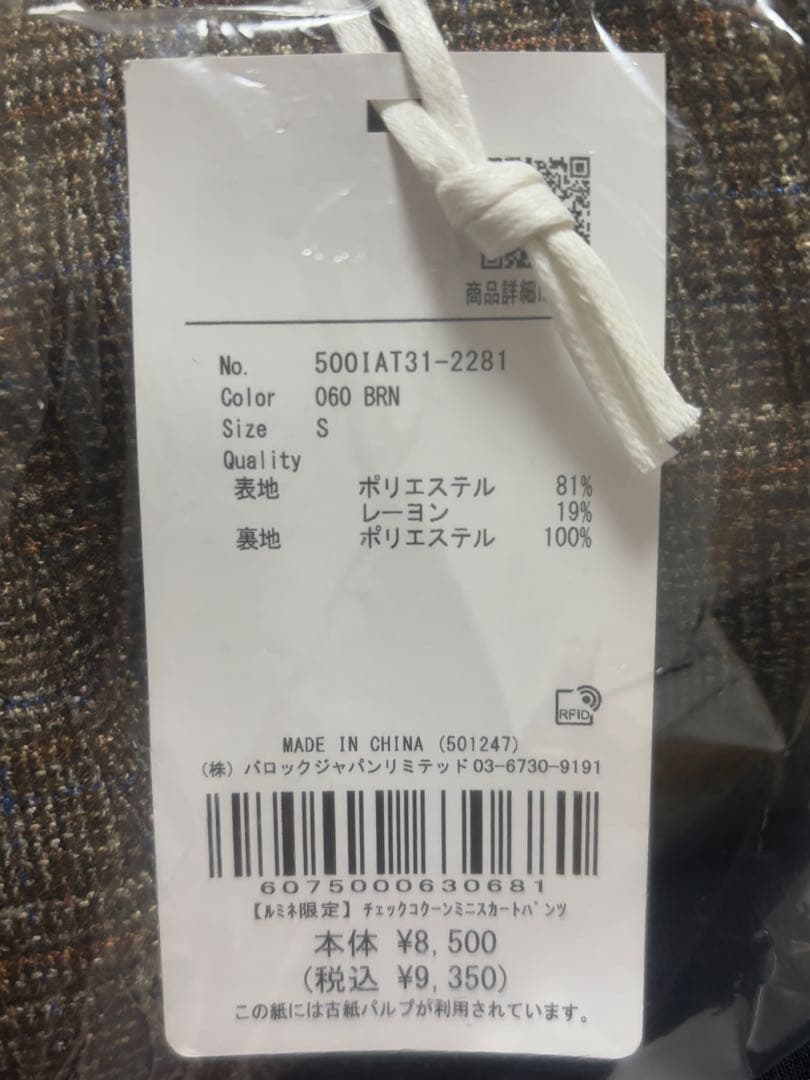 商品詳細
No. 500IAT31-2281
Color 060 BRN
Size S
Quality
表地 ポリエステル 81%
レーヨン 19%
裏地 ポリエステル 100%
RFID
MADE IN CHINA (501247)
(株) バロックジャパンリミテッド 03-6730-9191
6075000630681
【ﾙﾐﾈ限定】ﾁｪｯｸｺｸーﾝﾐﾆｽｶｰﾄﾊﾟﾝﾂ
本体 ¥8,500
(税込 ¥9,350)
この紙には古紙パルプが利用されています。